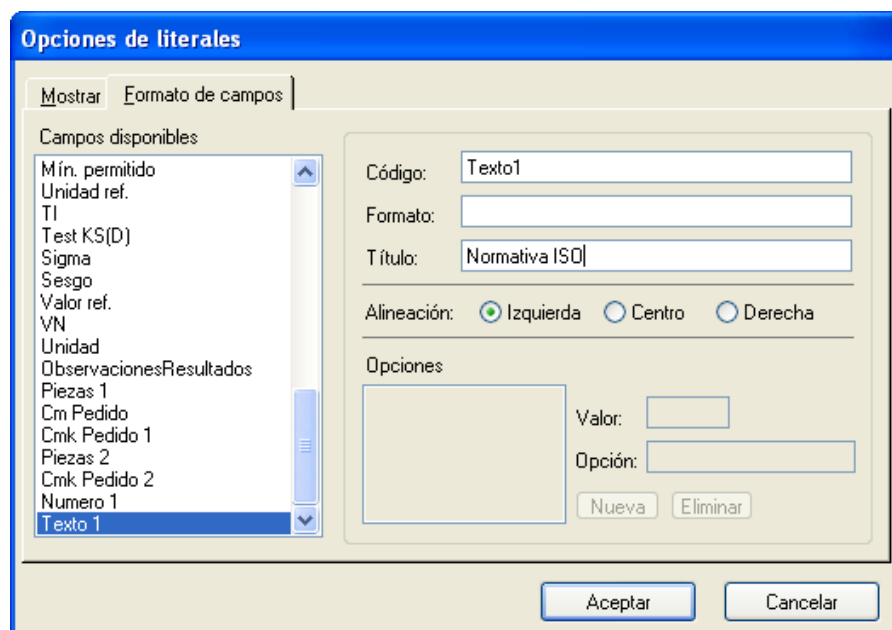 Opciones de literales
Mostrar
Formato de campos
Campos disponibles
Mín. permitido
Unidad ref.
TI
Test KS(D)
Sigma
Sesgo
Valor ref.
VN
Unidad
ObservacionesResultados
Piezas 1
Cm Pedido
Cmk Pedido 1
Piezas 2
Cmk Pedido 2
Numero 1
Texto 1
Código: Texto1
Formato:
Título: Normativa ISO
Alineación: Izquierda Centro Derecha
Opciones
Valor:
Opción:
Nueva Eliminar
Aceptar Cancelar